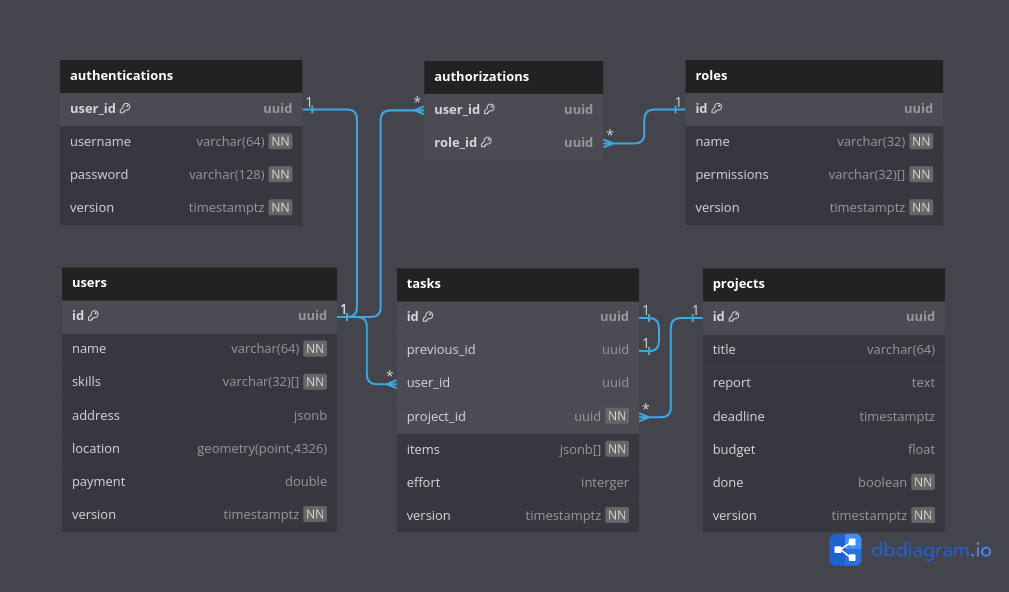 authentications
user_id uuid
username varchar(64) NN
password varchar(128) NN
version timestamptz NN
1
authorizations
* user_id uuid
role_id uuid *
roles
1 id uuid
name varchar(32) NN
permissions varchar(32)[] NN
version timestamptz NN
users
id uuid 1
name varchar(64) NN
skills varchar(32)[] NN
address jsonb
location geometry(point,4326)
payment double
version timestamptz NN
tasks
id uuid 1
previous_id uuid 1
* user_id uuid
project_id uuid NN *
items jsonb[] NN
effort interger
version timestamptz NN
projects
1 id uuid
title varchar(64)
report text
deadline timestamptz
budget float
done boolean NN
version timestamptz NN
dbdiagram.io